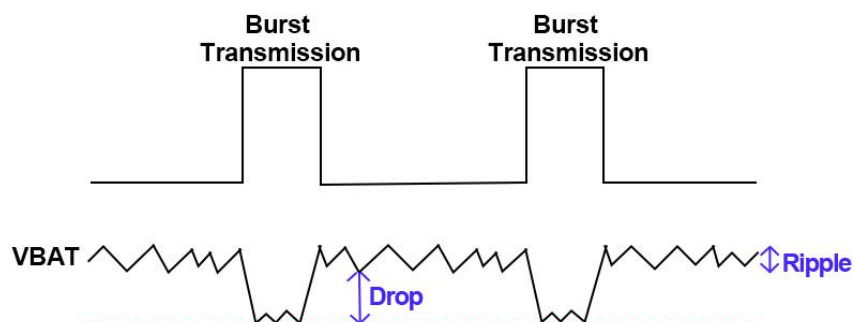 Burst
Transmission
Burst
Transmission
VBAT
Ripple
Drop